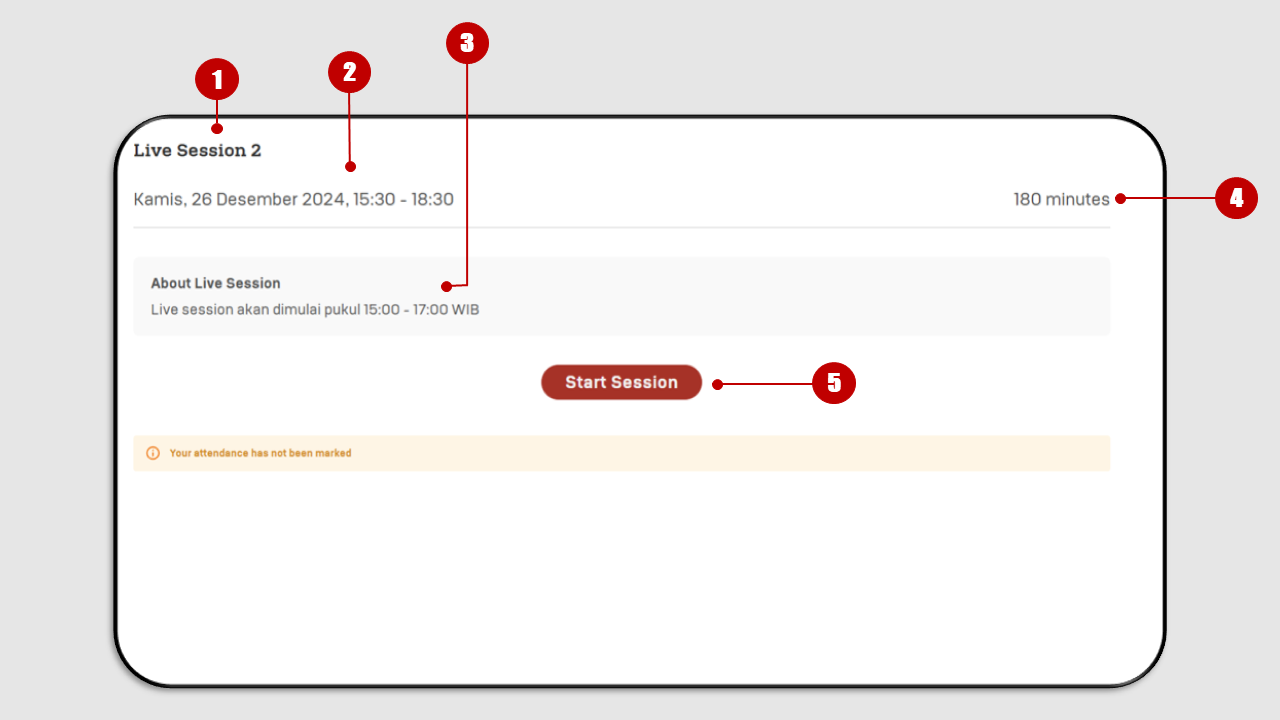 1
2
3
Live Session 2
Kamis, 26 Desember 2024, 15:30 - 18:30
180 minutes
4
About Live Session
Live session akan dimulai pukul 15:00 - 17:00 WIB
Start Session
5
Your attendance has not been marked